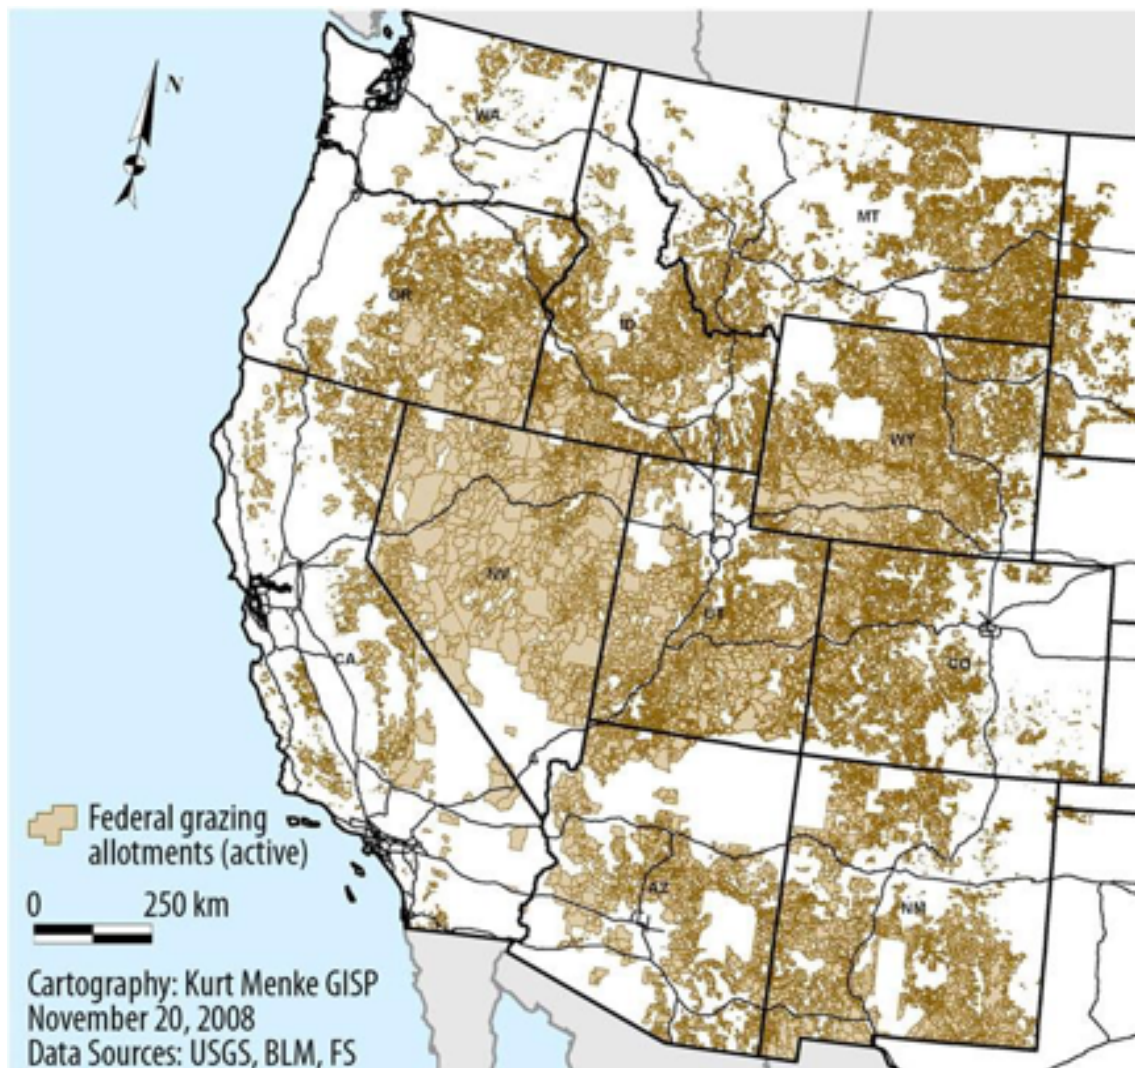 N
WA
MT
OR
ID
WY
NV
UT
CA
CO
AZ
NM
Federal grazing
allotments (active)
0 250 km
Cartography: Kurt Menke GISP
November 20, 2008
Data Sources: USGS, BLM, FS